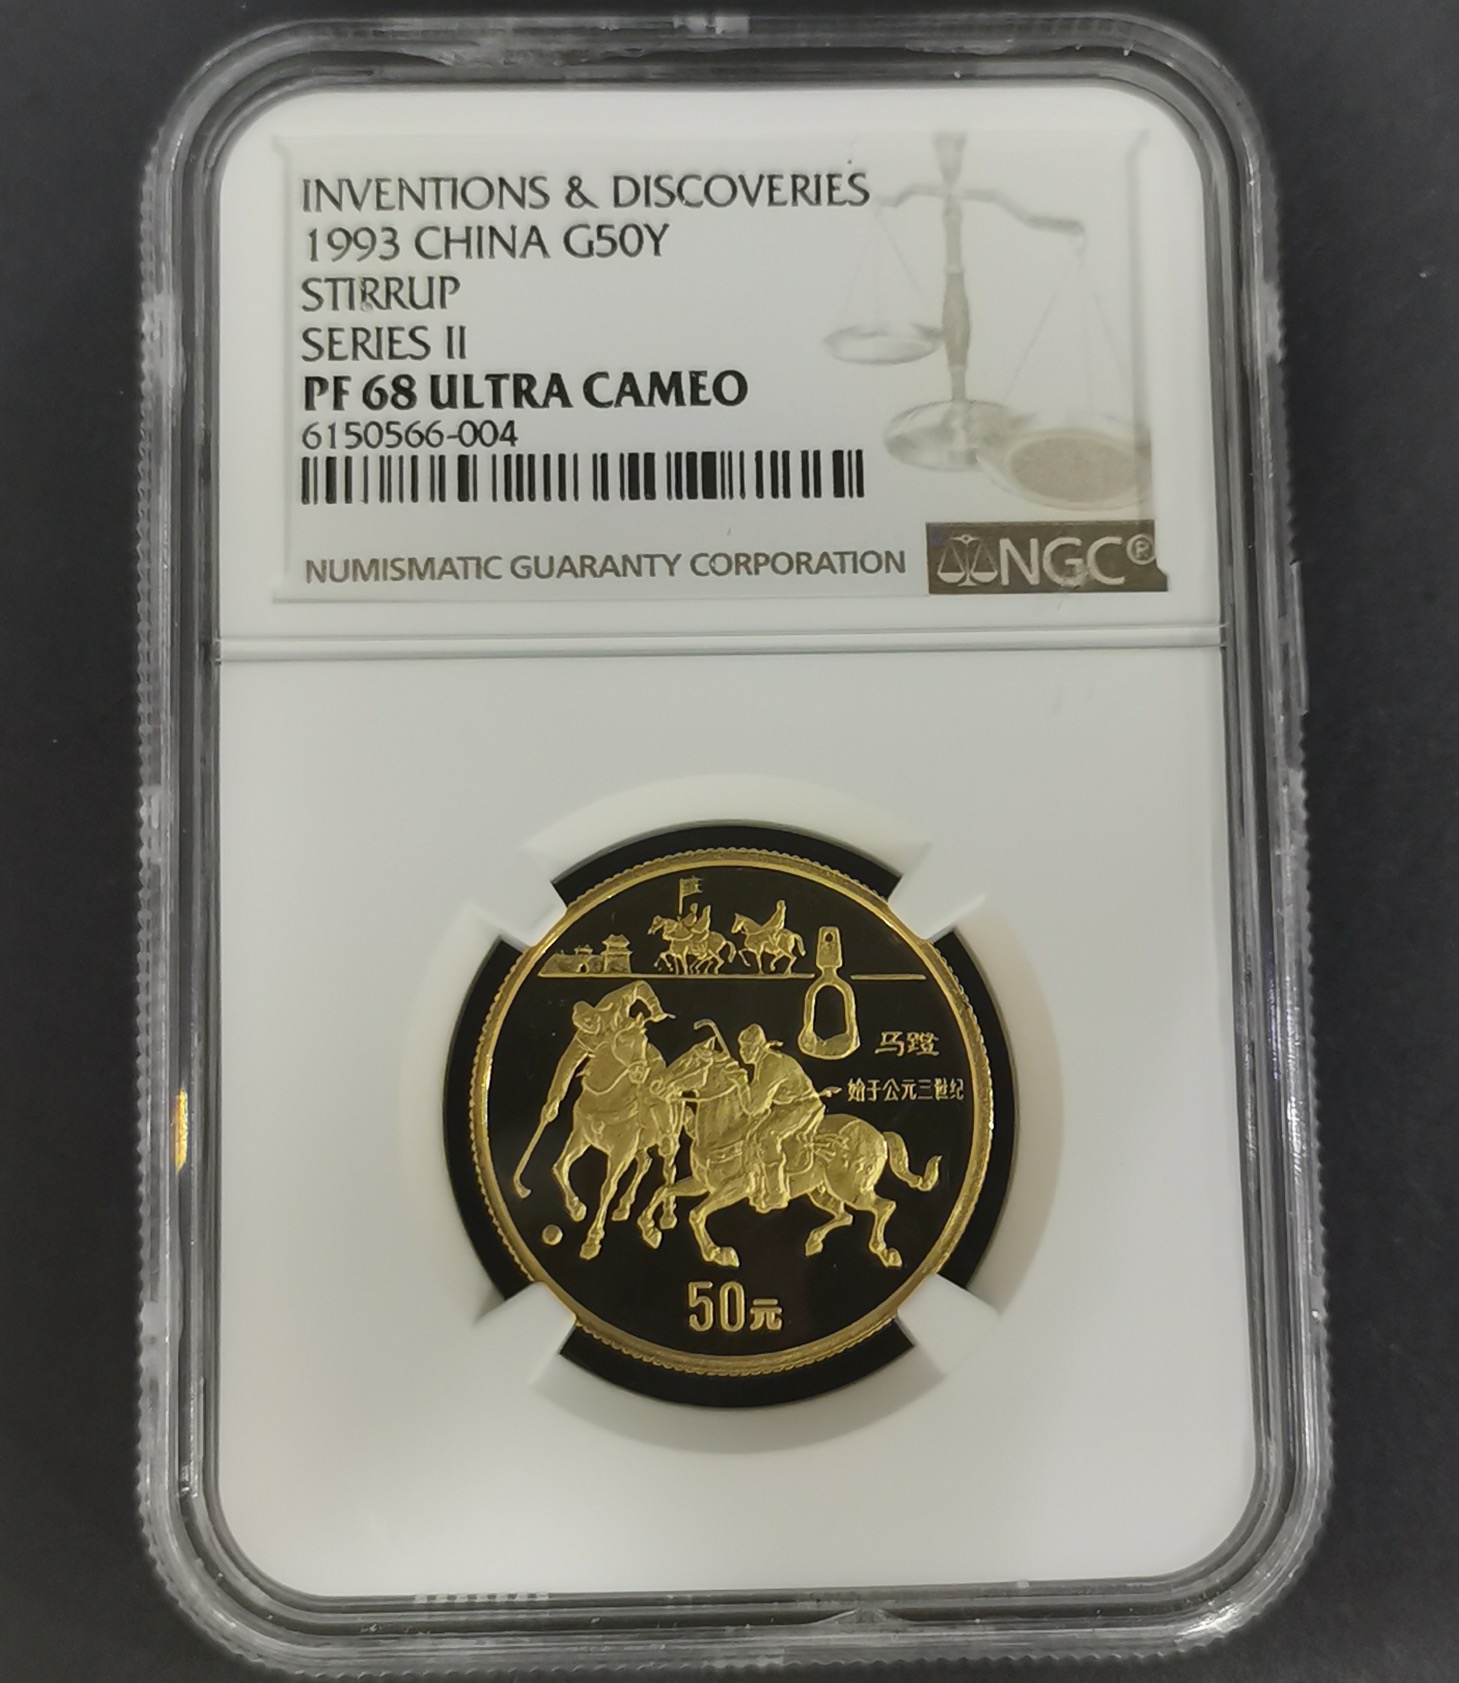 INVENTIONS & DISCOVERIES
1993 CHINA G50Y
STIRRUP
SERIES II
PF 68 ULTRA CAMEO
6150566-004
NUMISMATIC GUARANTY CORPORATION
NGC®
马蹬
始于公元三世纪
50元